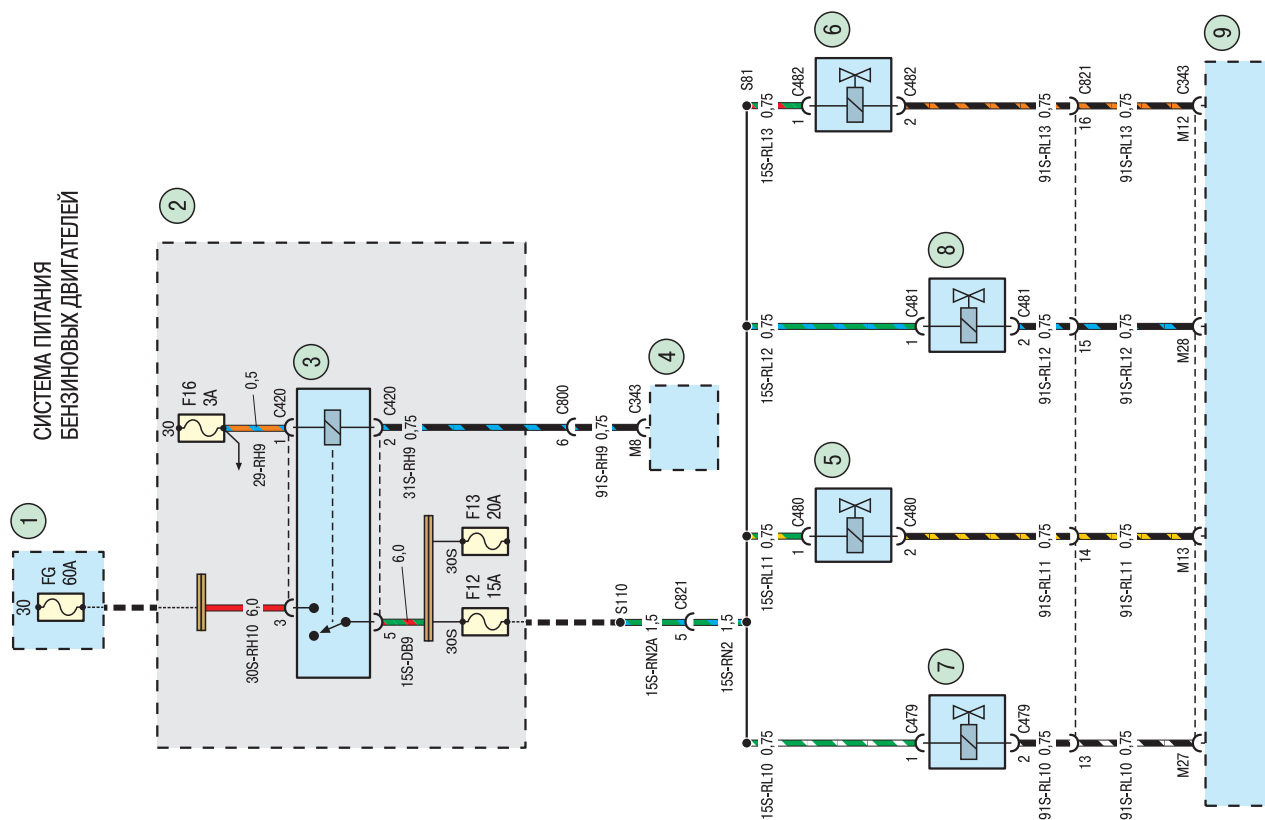 СИСТЕМА ПИТАНИЯ
БЕНЗИНОВЫХ ДВИГАТЕЛЕЙ
1
30
FG
60A
2
30
F16
3A
0,5
29-RH9
C420
1
3
30S-RH10 6,0
3
C420
2
31S-RH9 0,75
5
15S-DB9
6,0
30S
F12
15A
30S
F13
20A
C800
6
91S-RH9 0,75
C343
M8
4
S110
15S-RN2A 1,5
C821
5
15S-RN2 1,5
S81
15S-RL10 0,75
C479
1
7
C479
2
91S-RL10 0,75
13
91S-RL10 0,75
M27
15S-RL11 0,75
C480
1
5
C480
2
91S-RL11 0,75
14
91S-RL11 0,75
M13
15S-RL12 0,75
C481
1
8
C481
2
91S-RL12 0,75
15
91S-RL12 0,75
M28
15S-RL13 0,75
C482
1
6
C482
2
91S-RL13 0,75
C821
16
91S-RL13 0,75
C343
M12
9